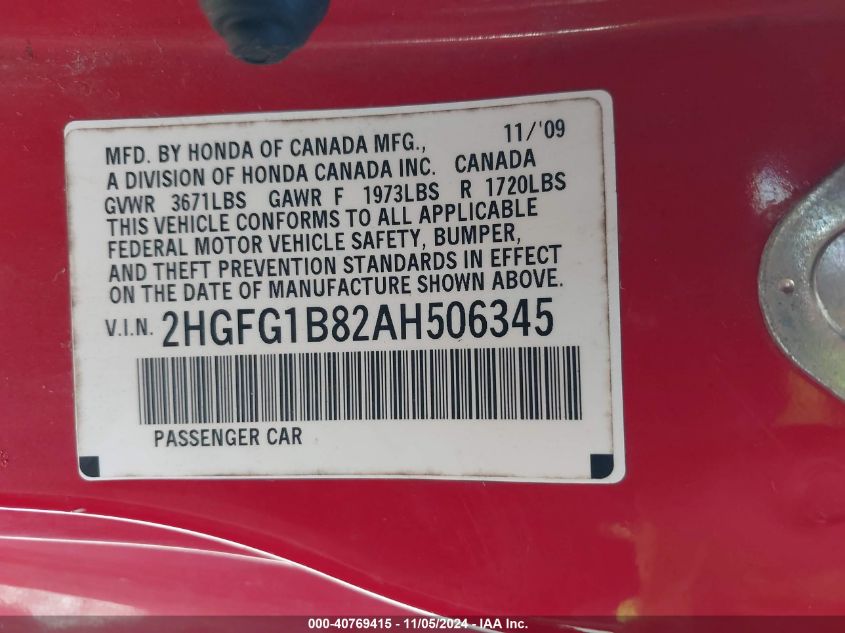 MFD. BY HONDA OF CANADA MFG., 11/'09
A DIVISION OF HONDA CANADA INC. CANADA
GVWR 3671LBS GAWR F 1973LBS R 1720LBS
THIS VEHICLE CONFORMS TO ALL APPLICABLE
FEDERAL MOTOR VEHICLE SAFETY, BUMPER,
AND THEFT PREVENTION STANDARDS IN EFFECT
ON THE DATE OF MANUFACTURE SHOWN ABOVE.
V.I.N. 2HGFG1B82AH506345
PASSENGER CAR
000-40769415 - 11/05/2024 - IAA Inc.